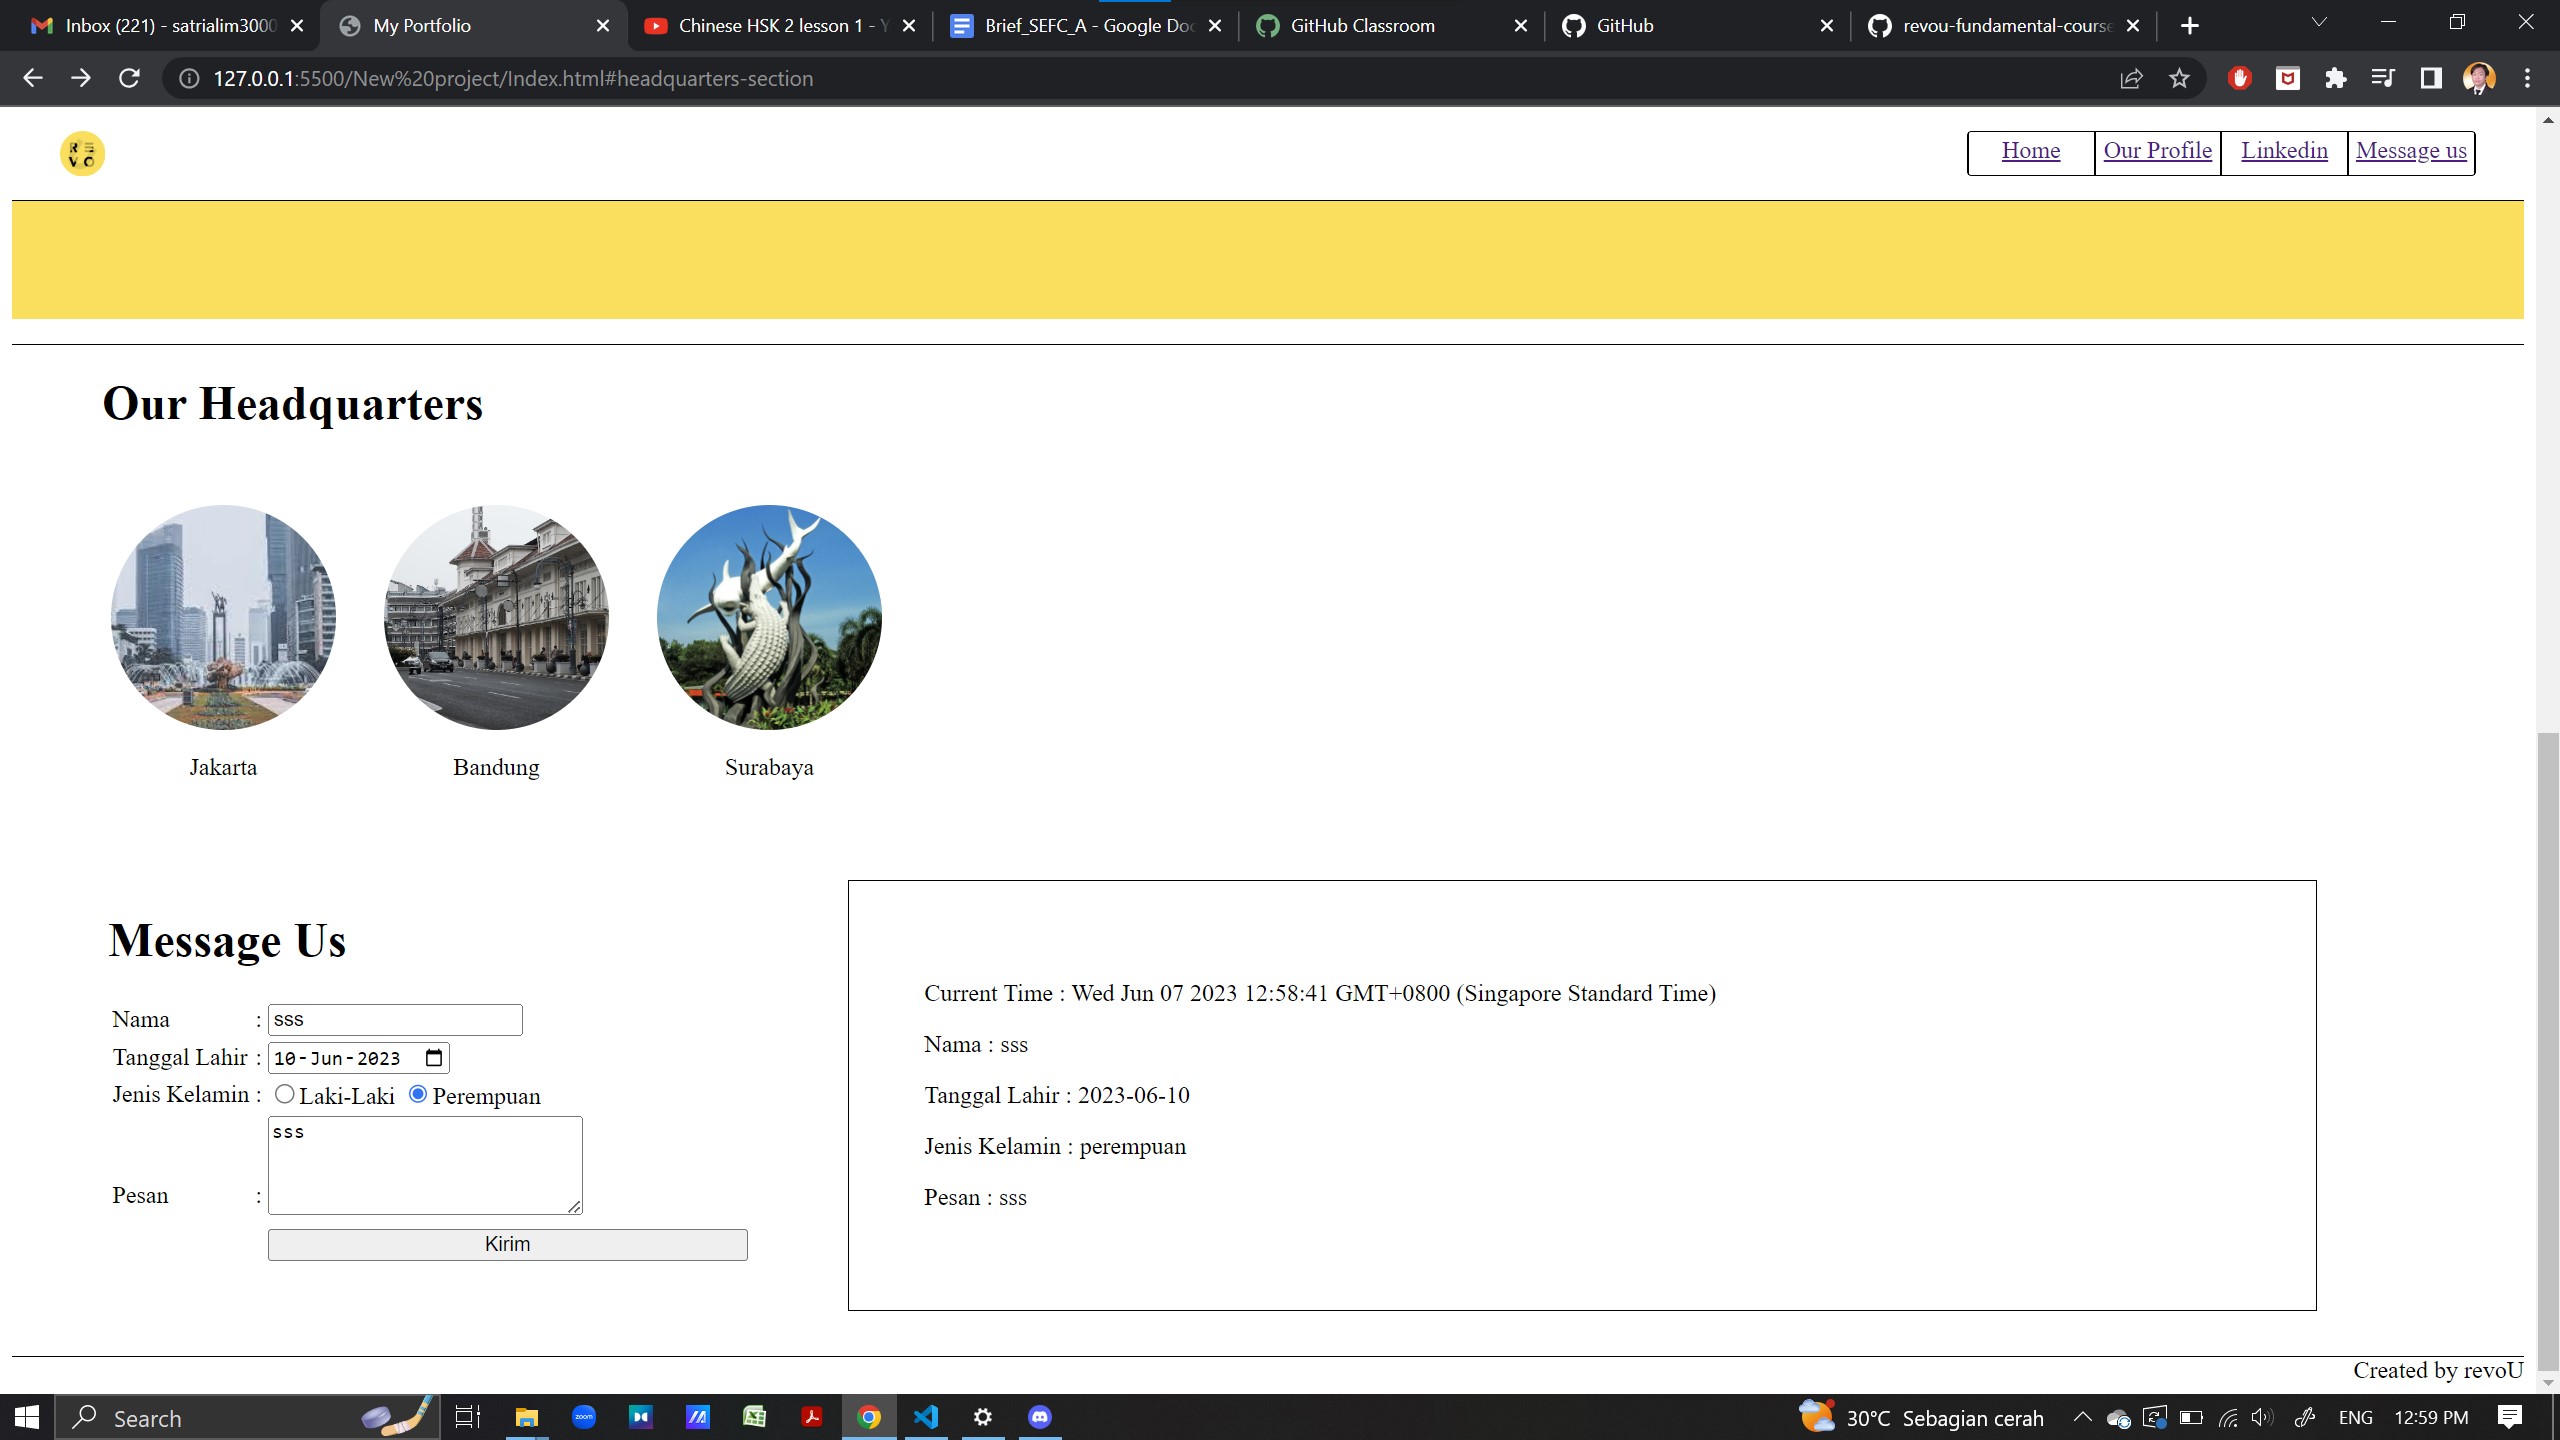 Inbox (221) - satrialim3000
My Portfolio
Chinese HSK 2 lesson 1 - Y
Brief_SEFC_A - Google Doc
GitHub Classroom
GitHub
revou-fundamental-course
127.0.0.1:5500/New%20project/Index.html#headquarters-section
Home
Our Profile
Linkedin
Message us
Our Headquarters
Jakarta
Bandung
Surabaya
Message Us
Nama : sss
Tanggal Lahir : 10-Jun-2023
Jenis Kelamin : Laki-Laki Perempuan
sss
Pesan :
Kirim
Current Time : Wed Jun 07 2023 12:58:41 GMT+0800 (Singapore Standard Time)
Nama : sss
Tanggal Lahir : 2023-06-10
Jenis Kelamin : perempuan
Pesan : sss
Created by revoU
Search
zoom
30°C Sebagian cerah
ENG
12:59 PM